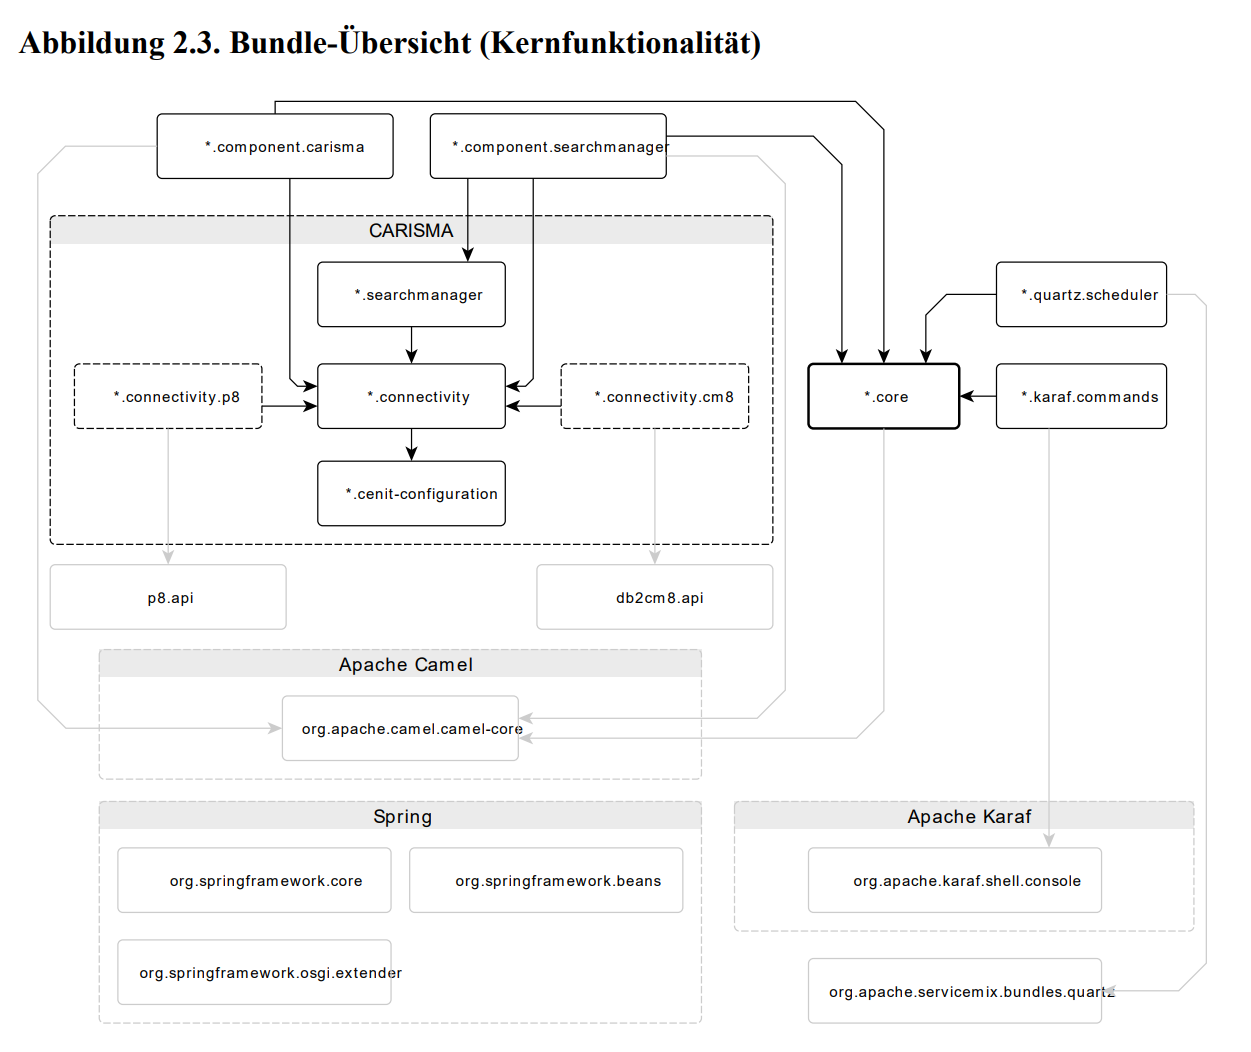 Abbildung 2.3. Bundle-Übersicht (Kernfunktionalität)
*.component.carisma
*.component.searchmanager
CARISMA
*.searchmanager
*.quartz.scheduler
*.connectivity.p8
*.connectivity
*.connectivity.cm8
*.core
*.karaf.commands
*.cenit-configuration
p8.api
db2cm8.api
Apache Camel
org.apache.camel.camel-core
Spring
Apache Karaf
org.springframework.core
org.springframework.beans
org.apache.karaf.shell.console
org.springframework.osgi.extender
org.apache.servicemix.bundles.quartz